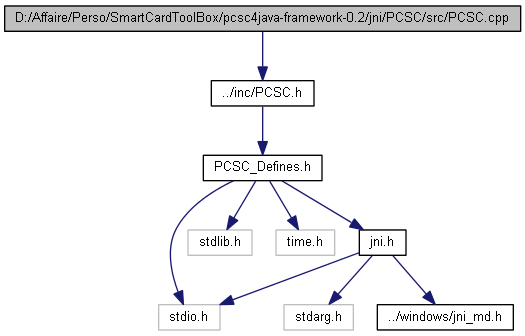 D:/Affaire/Perso/SmartCardToolBox/pcsc4java-framework-0.2/jni/PCSC/src/PCSC.cpp
../inc/PCSC.h
PCSC_Defines.h
stdlib.h
time.h
jni.h
stdio.h
stdarg.h
../windows/jni_md.h